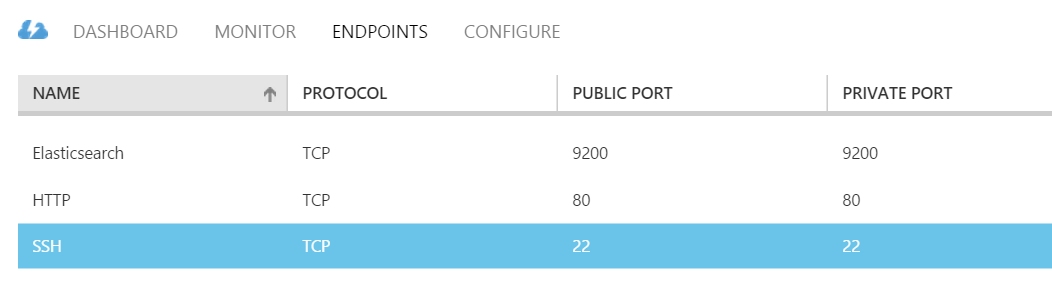 DASHBOARD MONITOR ENDPOINTS CONFIGURE
NAME PROTOCOL PUBLIC PORT PRIVATE PORT
Elasticsearch TCP 9200 9200
HTTP TCP 80 80
SSH TCP 22 22